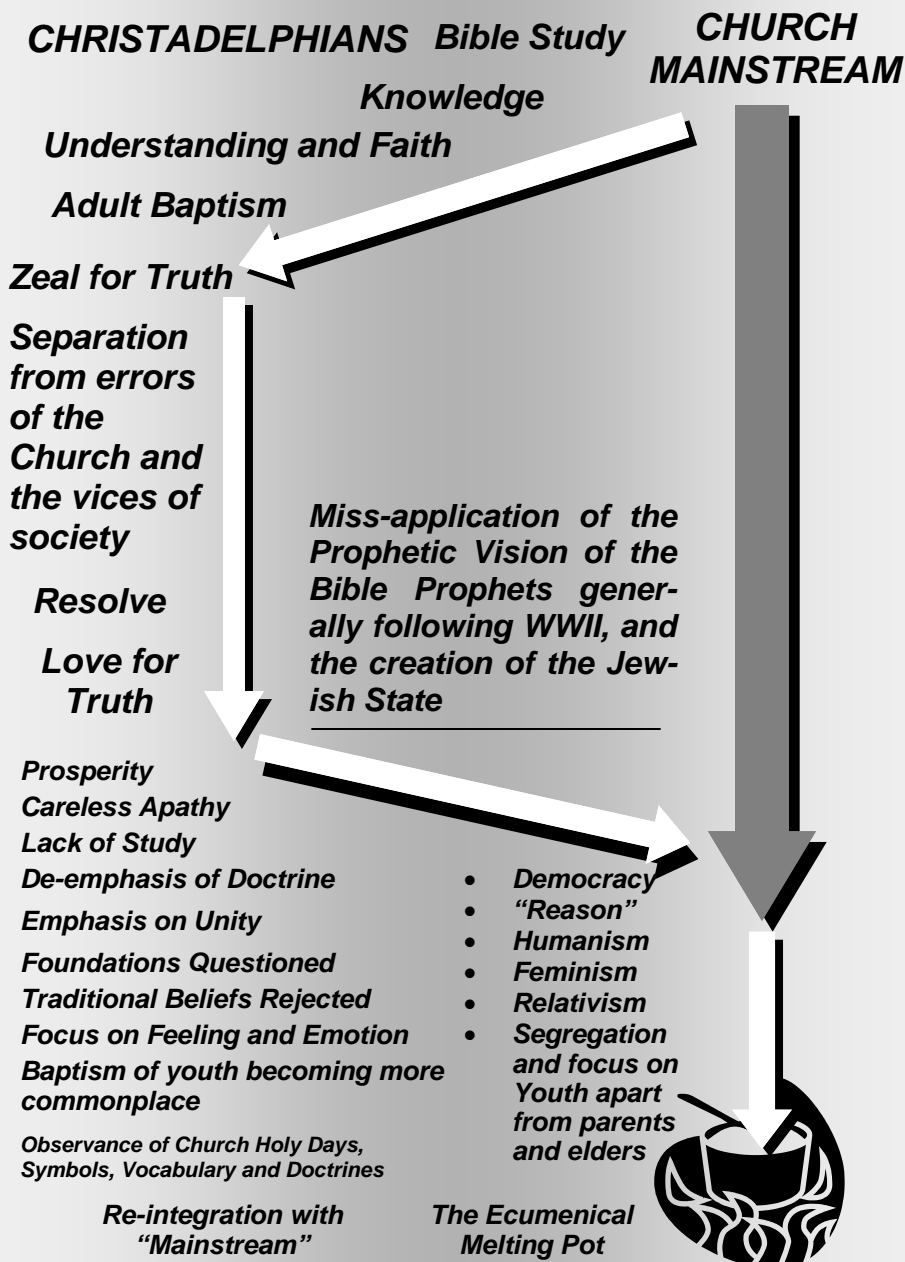 CHRISTADELPHIANS Bible Study
CHURCH
MAINSTREAM
Knowledge
Understanding and Faith
Adult Baptism
Zeal for Truth
Separation
from errors
of the
Church and
the vices of
society
Resolve
Love for
Truth
Miss-application of the
Prophetic Vision of the
Bible Prophets gener-
ally following WWII, and
the creation of the Jew-
ish State
Prosperity
Careless Apathy
Lack of Study
De-emphasis of Doctrine
Emphasis on Unity
Foundations Questioned
Traditional Beliefs Rejected
Focus on Feeling and Emotion
Baptism of youth becoming more
commonplace
Observance of Church Holy Days,
Symbols, Vocabulary and Doctrines
• Democracy
• “Reason”
• Humanism
• Feminism
• Relativism
• Segregation
and focus on
Youth apart
from parents
and elders
Re-integration with
“Mainstream”
The Ecumenical
Melting Pot